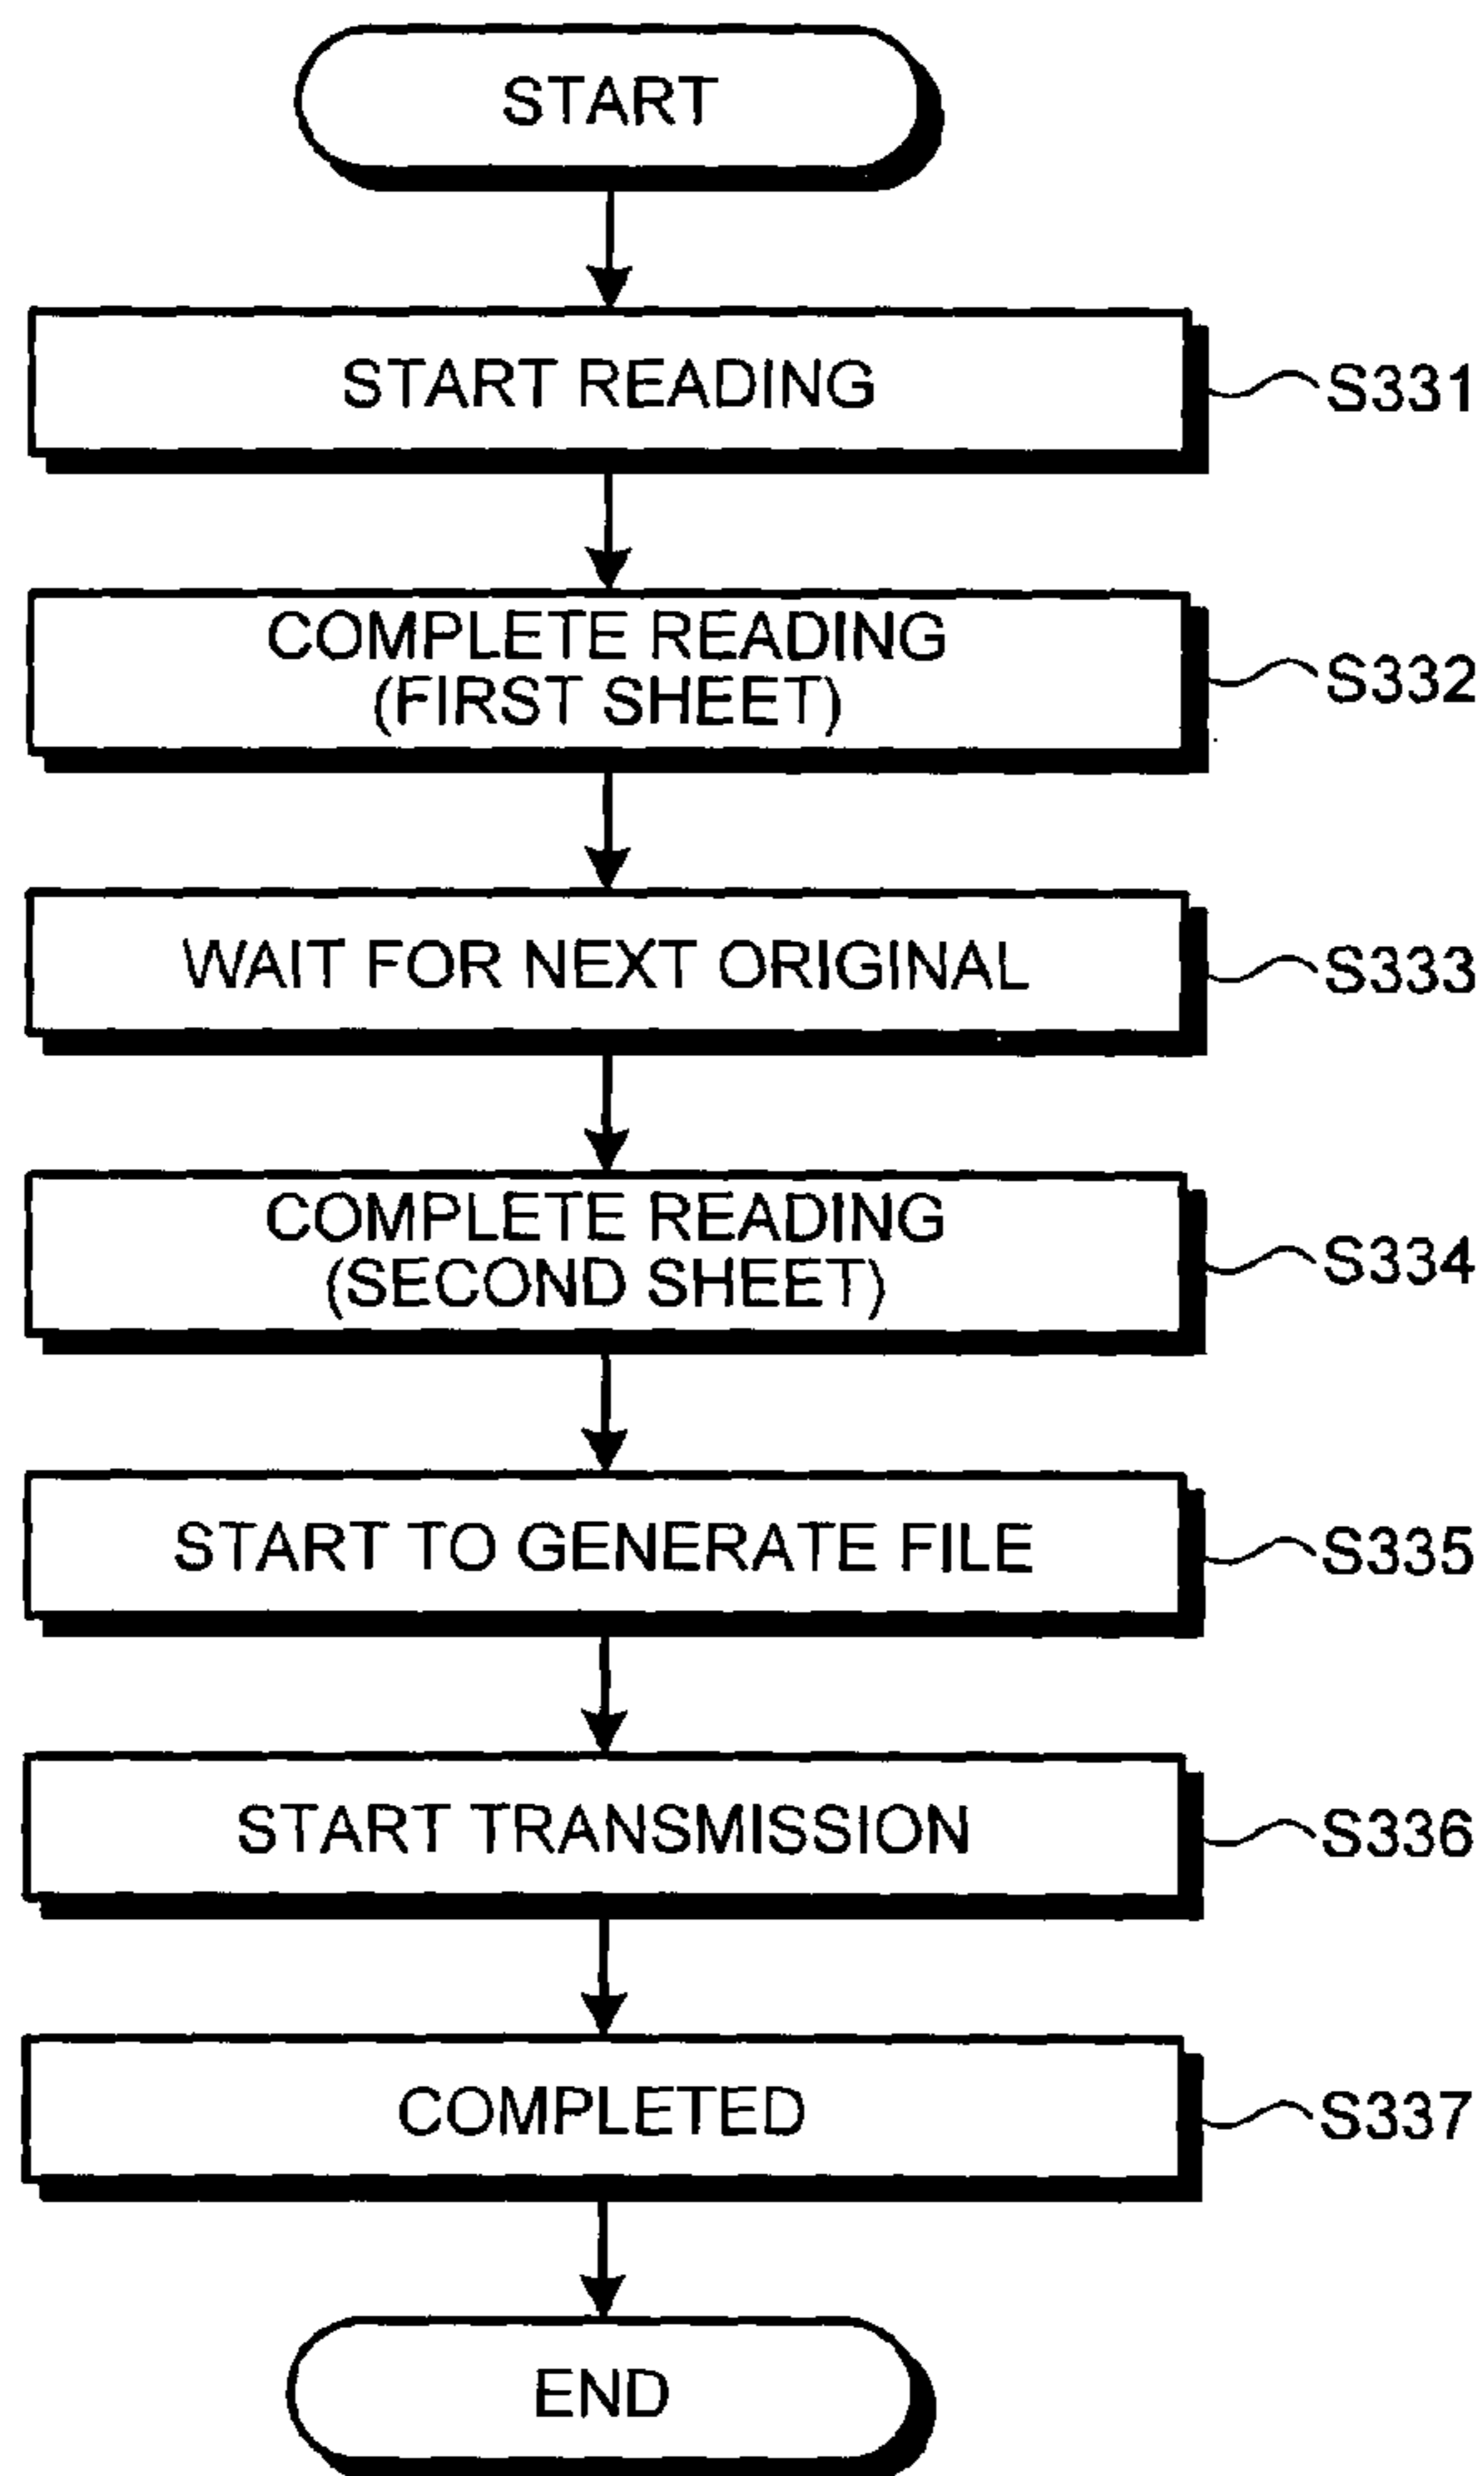 START
START READING
S331
COMPLETE READING
(FIRST SHEET)
S332
WAIT FOR NEXT ORIGINAL
S333
COMPLETE READING
(SECOND SHEET)
S334
START TO GENERATE FILE
S335
START TRANSMISSION
S336
COMPLETED
S337
END